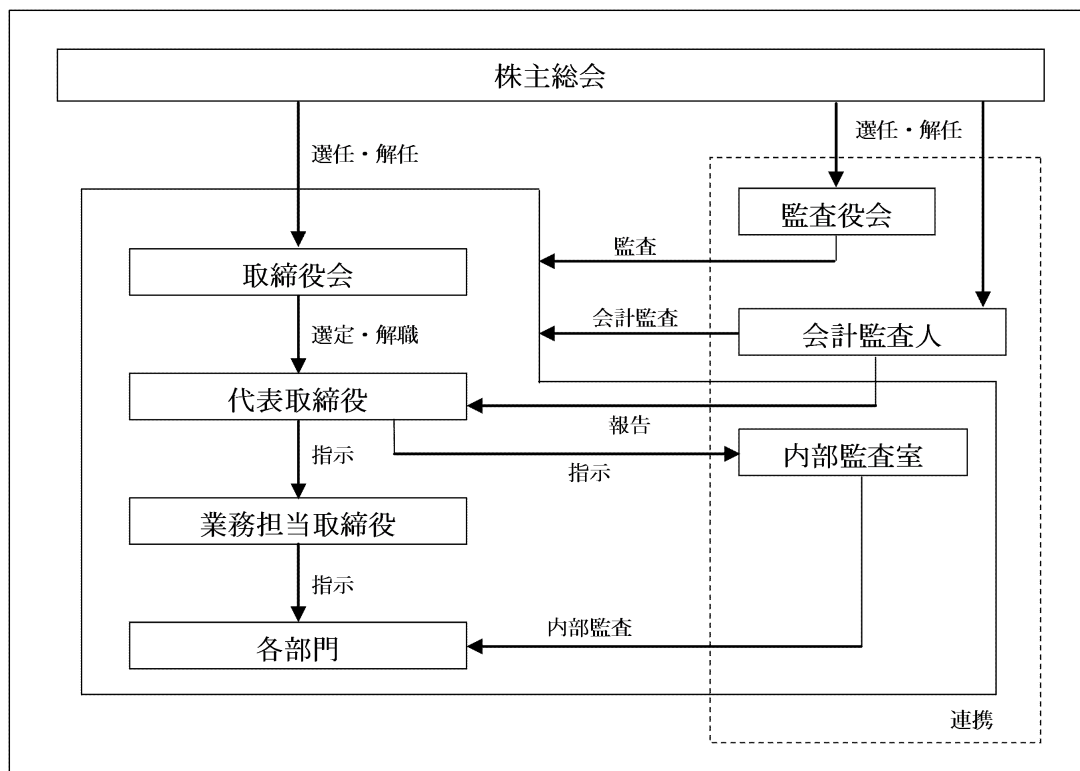 株主総会
選任・解任
選任・解任
監査役会
監査
取締役会
会計監査
会計監査人
選定・解職
代表取締役
報告
指示
指示
内部監査室
業務担当取締役
指示
内部監査
各部門
連携